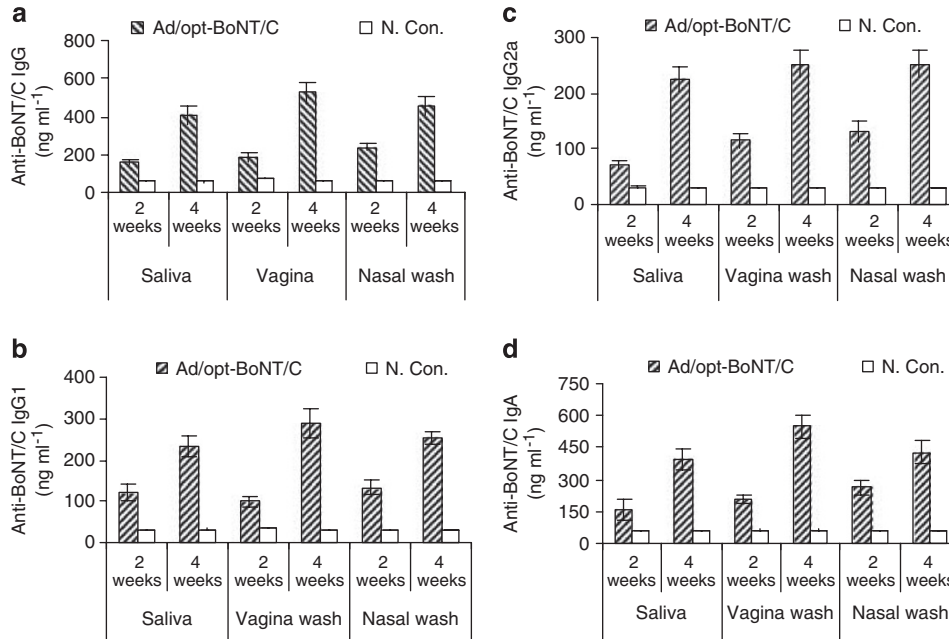 a
Ad/opt-BoNT/C N. Con.
Anti-BoNT/C IgG
(ng ml⁻¹)
800
600
400
200
0
2 weeks 4 weeks 2 weeks 4 weeks 2 weeks 4 weeks
Saliva Vagina Nasal wash
c
Ad/opt-BoNT/C N. Con.
Anti-BoNT/C IgG2a
(ng ml⁻¹)
300
200
100
0
2 weeks 4 weeks 2 weeks 4 weeks 2 weeks 4 weeks
Saliva Vagina wash Nasal wash
b
Ad/opt-BoNT/C N. Con.
Anti-BoNT/C IgG1
(ng ml⁻¹)
400
300
200
100
0
2 weeks 4 weeks 2 weeks 4 weeks 2 weeks 4 weeks
Saliva Vagina wash Nasal wash
d
Ad/opt-BoNT/C N. Con.
Anti-BoNT/C IgA
(ng ml⁻¹)
750
600
450
300
150
0
2 weeks 4 weeks 2 weeks 4 weeks 2 weeks 4 weeks
Saliva Vagina wash Nasal wash